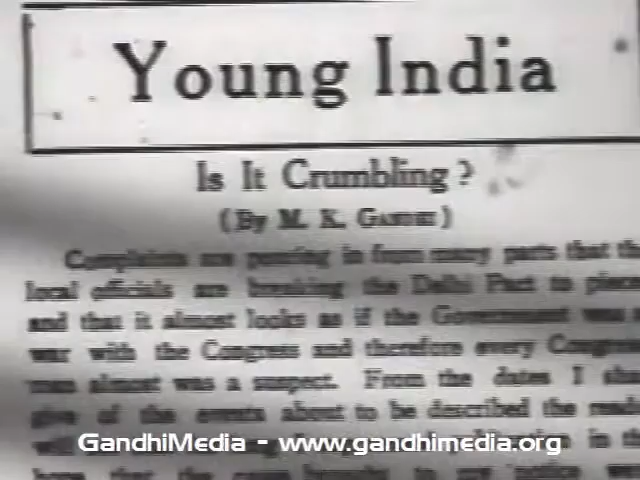 Young India
Is It Crumbling?
(By M. K. GANDHI)
Complaints are pouring in from many parts that the
local officials are breaking the Delhi Pact to pieces
and that it almost looks as if the Government was a
war with the Congress and therefore every Congress
man almost was a suspect. From the dates I shall
give of the events about to be described the reade
in th
GandhiMedia - www.gandhimedia.org